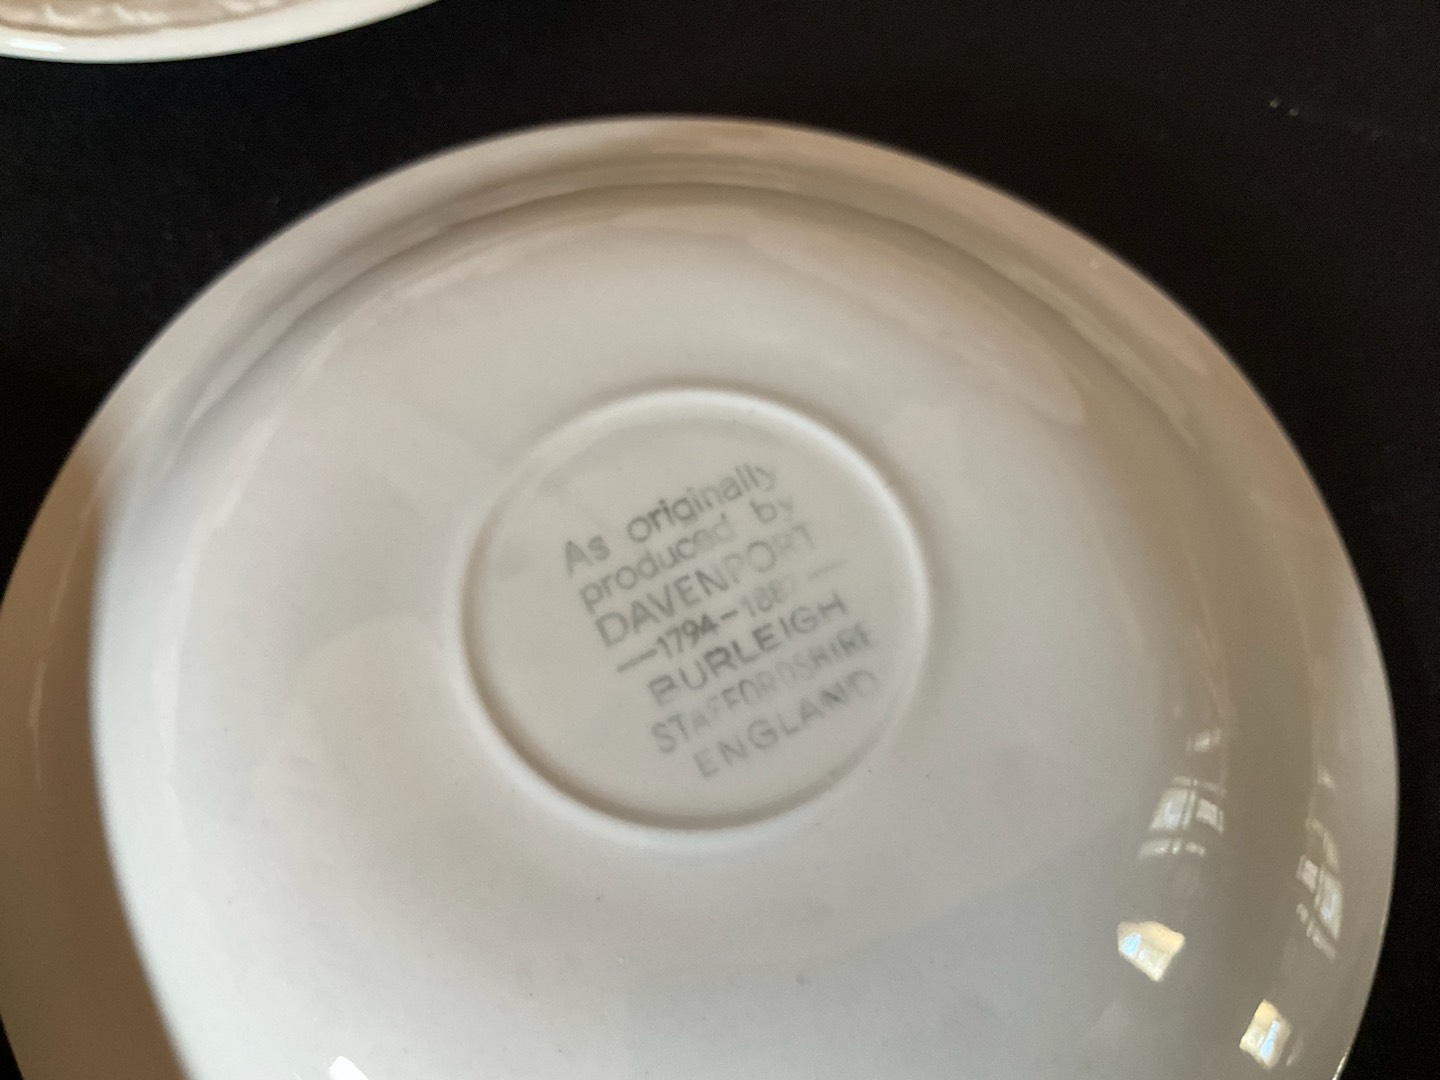 As originally
produced by
DAVENPORT
—1794-1887—
BURLEIGH
STAFFORDSHIRE
ENGLAND